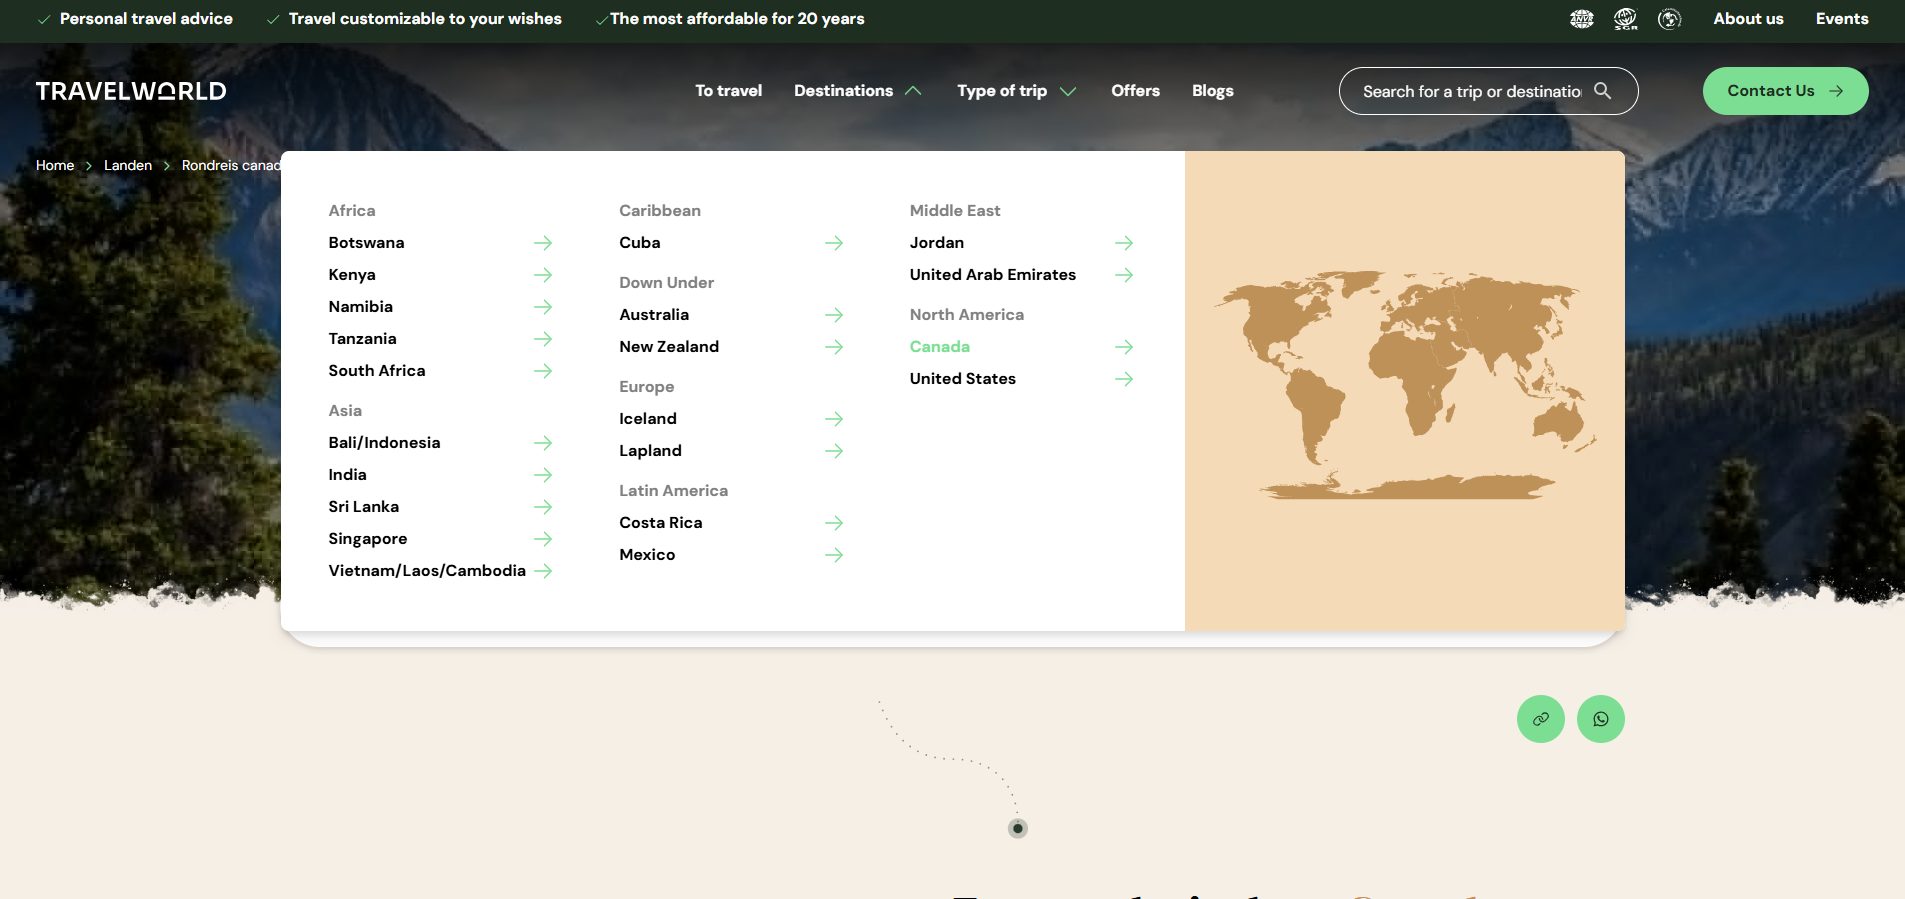 Personal travel advice
Travel customizable to your wishes
The most affordable for 20 years
ANVR
SGR
About us
Events
TRAVELWORLD
To travel
Destinations
Type of trip
Offers
Blogs
Search for a trip or destinatio
Contact Us
Home
Landen
Rondreis canad
Africa
Botswana
Kenya
Namibia
Tanzania
South Africa
Asia
Bali/Indonesia
India
Sri Lanka
Singapore
Vietnam/Laos/Cambodia
Caribbean
Cuba
Down Under
Australia
New Zealand
Europe
Iceland
Lapland
Latin America
Costa Rica
Mexico
Middle East
Jordan
United Arab Emirates
North America
Canada
United States